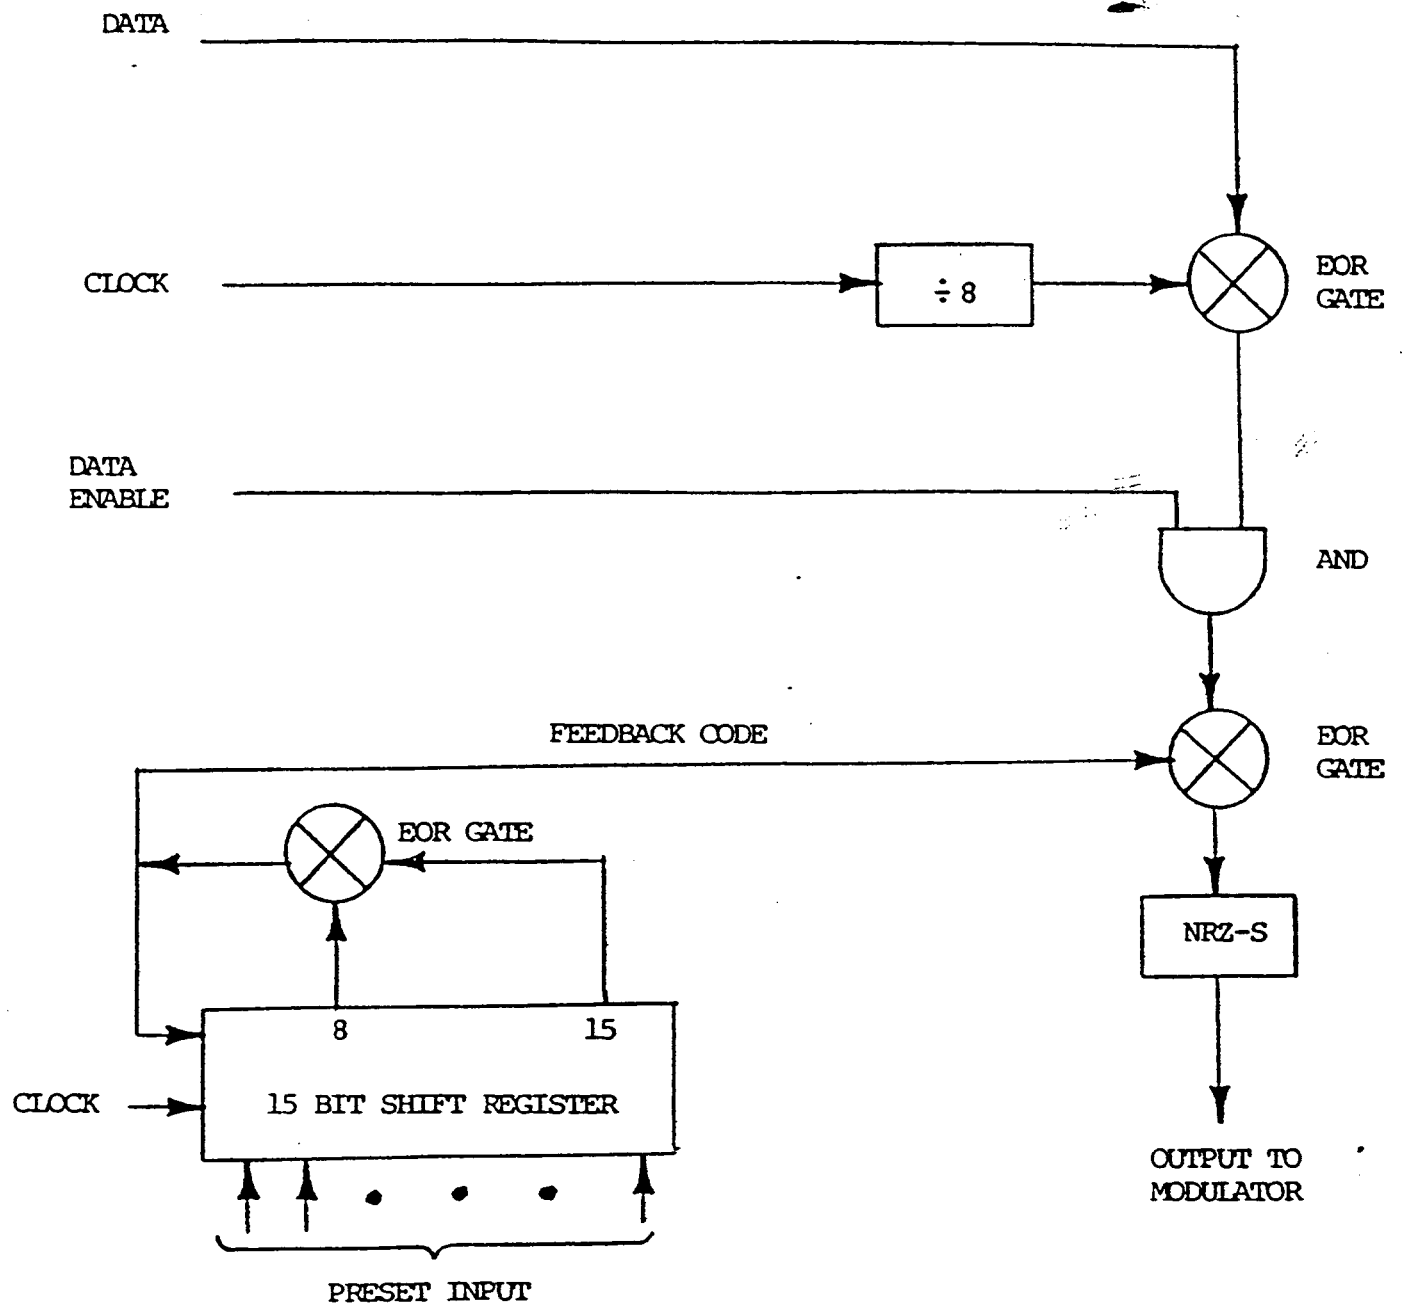 DATA
CLOCK
÷ 8
EOR
GATE
DATA
ENABLE
AND
FEEDBACK CODE
EOR
GATE
EOR GATE
NRZ-S
8
15
CLOCK
15 BIT SHIFT REGISTER
OUTPUT TO
MODULATOR
PRESET INPUT